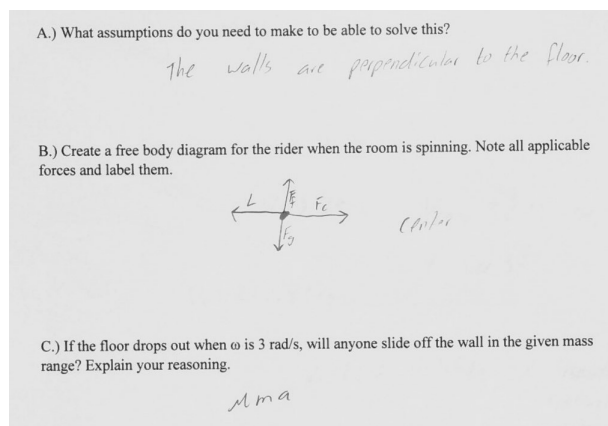 A.) What assumptions do you need to make to be able to solve this?
The walls are perpendicular to the floor.
B.) Create a free body diagram for the rider when the room is spinning. Note all applicable
forces and label them.
L Fc
Fg
center
C.) If the floor drops out when ω is 3 rad/s, will anyone slide off the wall in the given mass
range? Explain your reasoning.